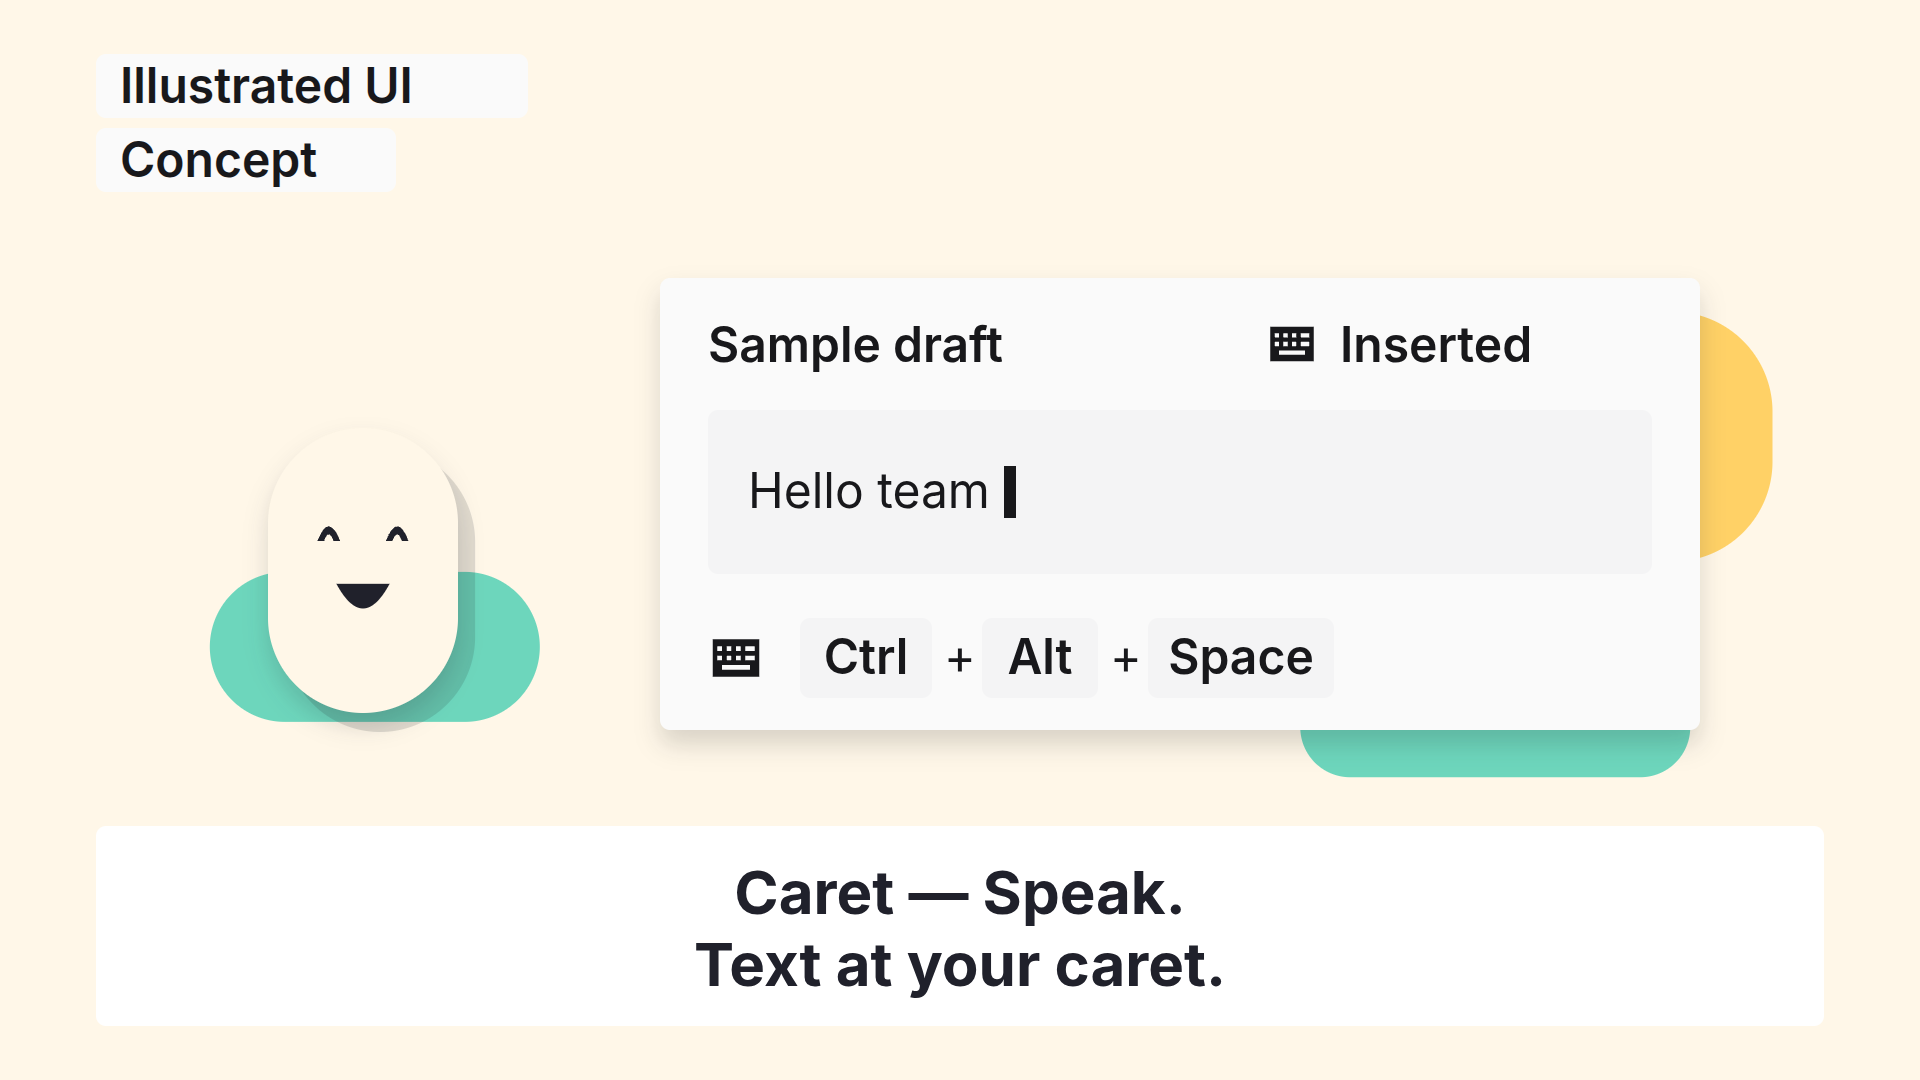 Illustrated UI
Concept
Sample draft
Inserted
Hello team
Ctrl + Alt + Space
Caret — Speak.
Text at your caret.